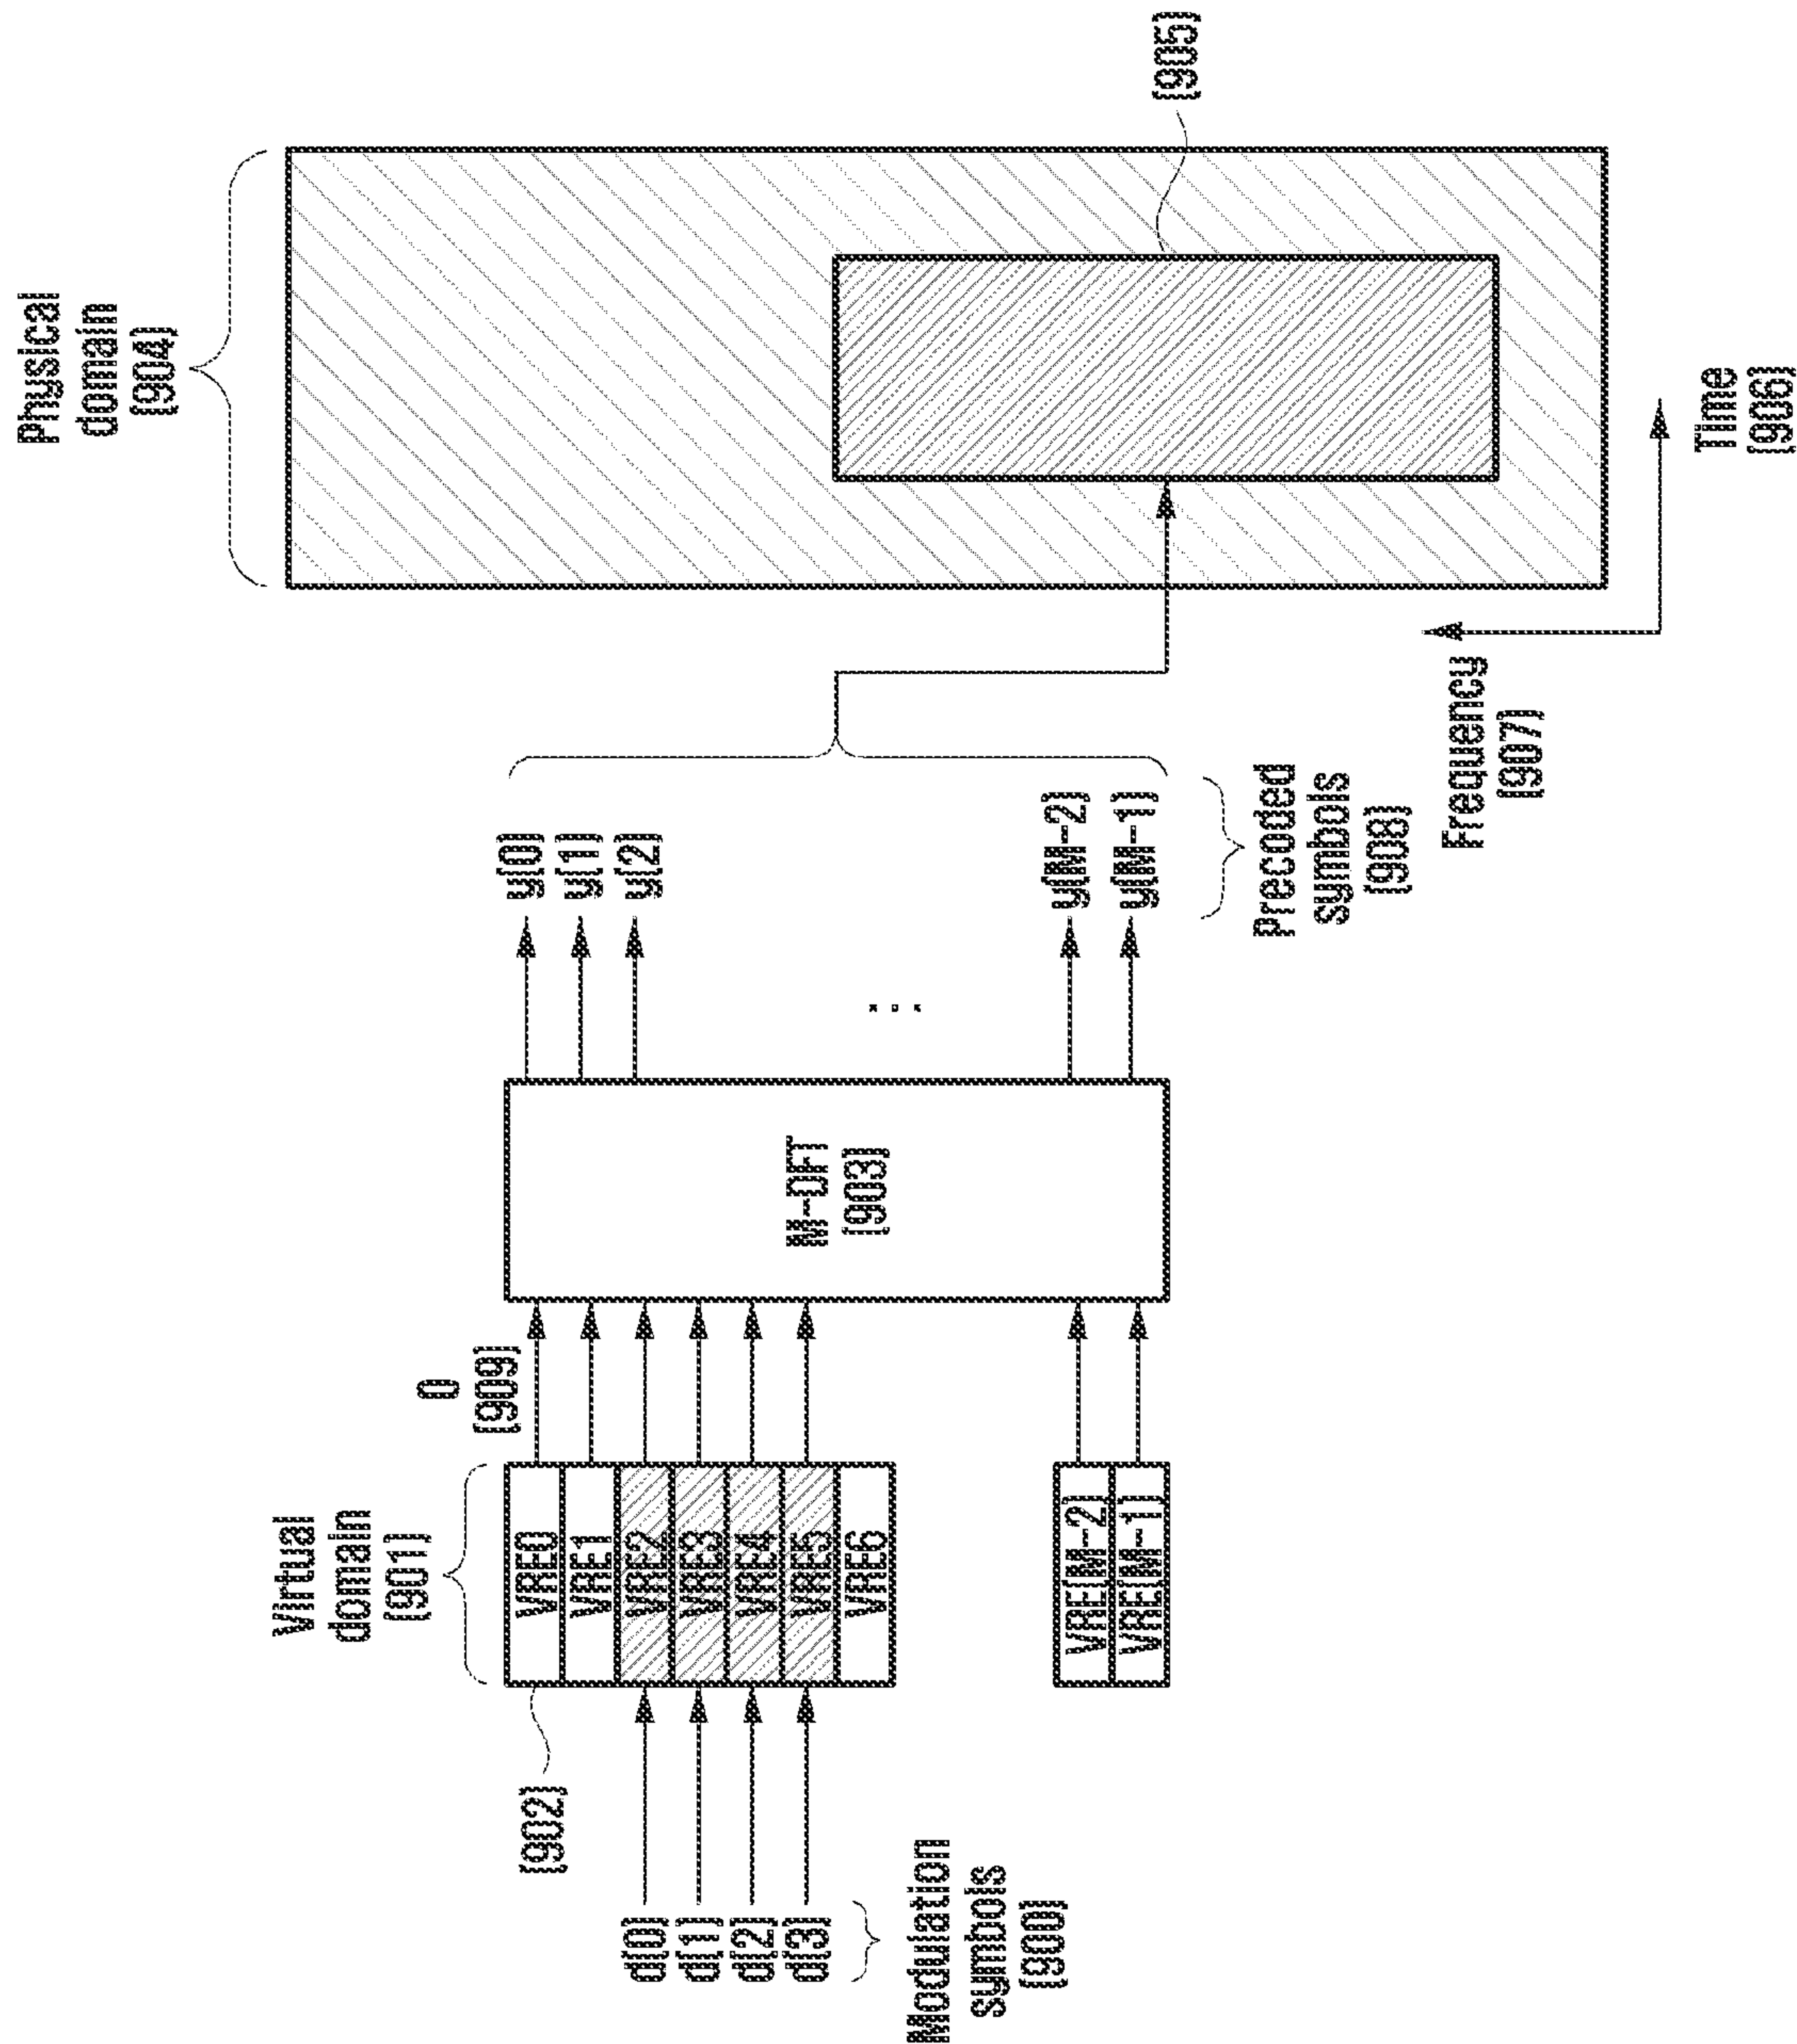 Physical
domain
(904)
(905)
Virtual
domain
(901)
0
(909)
(902)
VRE0
VRE1
VRE2
VRE3
VRE4
VRE5
VRE6
VRE(M-2)
VRE(M-1)
d(0)
d(1)
d(2)
d(3)
Modulation
symbols
(900)
M-DFT
(903)
y(0)
y(1)
y(2)
...
y(M-2)
y(M-1)
Precoded
symbols
(908)
Frequency
(907)
Time
(906)